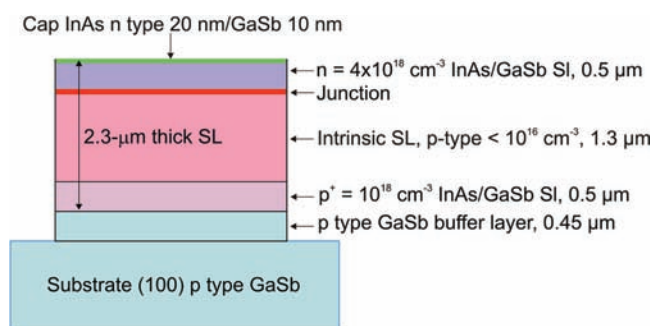 Cap InAs n type 20 nm/GaSb 10 nm
n = 4x10¹⁸ cm⁻³ InAs/GaSb Sl, 0.5 µm
Junction
2.3-µm thick SL
Intrinsic SL, p-type < 10¹⁶ cm⁻³, 1.3 µm
p⁺ = 10¹⁸ cm⁻³ InAs/GaSb Sl, 0.5 µm
p type GaSb buffer layer, 0.45 µm
Substrate (100) p type GaSb